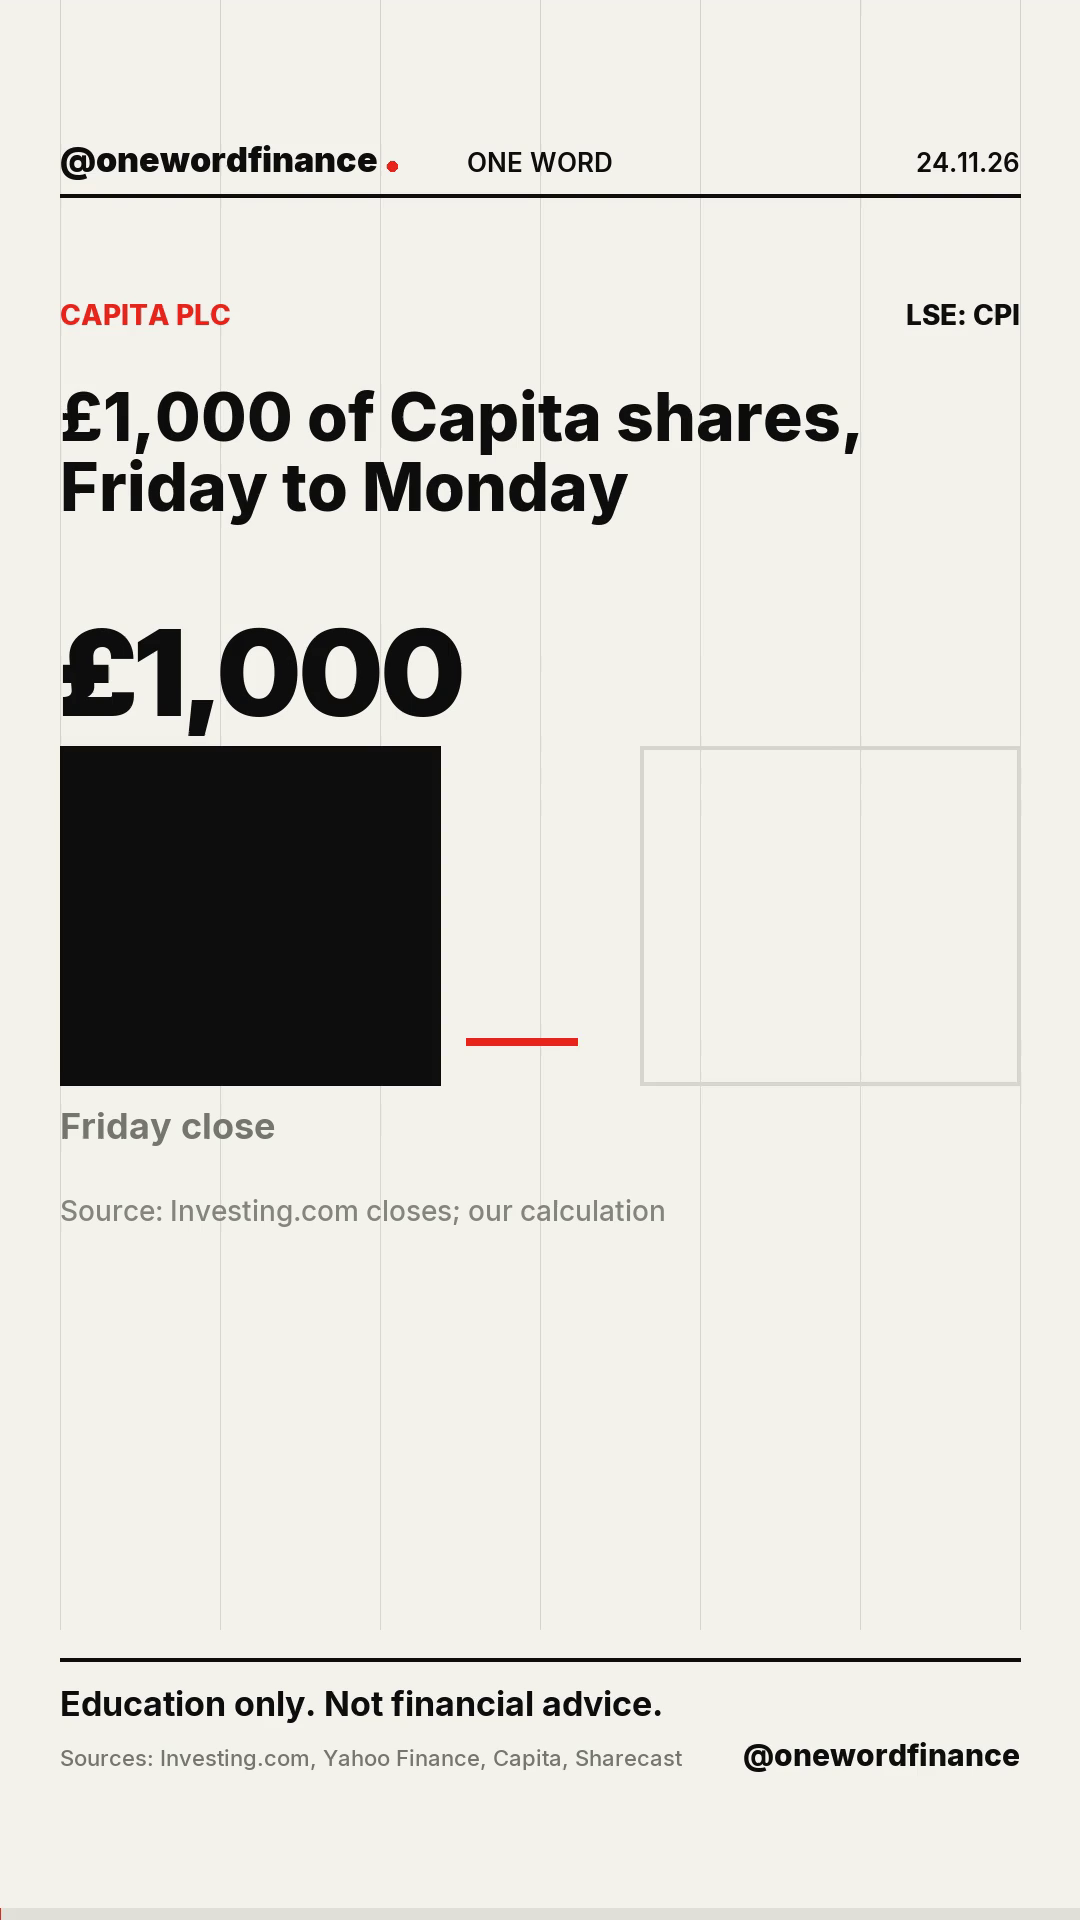 @onewordfinance
ONE WORD
24.11.26
CAPITA PLC
LSE: CPI
£1,000 of Capita shares,
Friday to Monday
£1,000
Friday close
Source: Investing.com closes; our calculation
Education only. Not financial advice.
Sources: Investing.com, Yahoo Finance, Capita, Sharecast
@onewordfinance